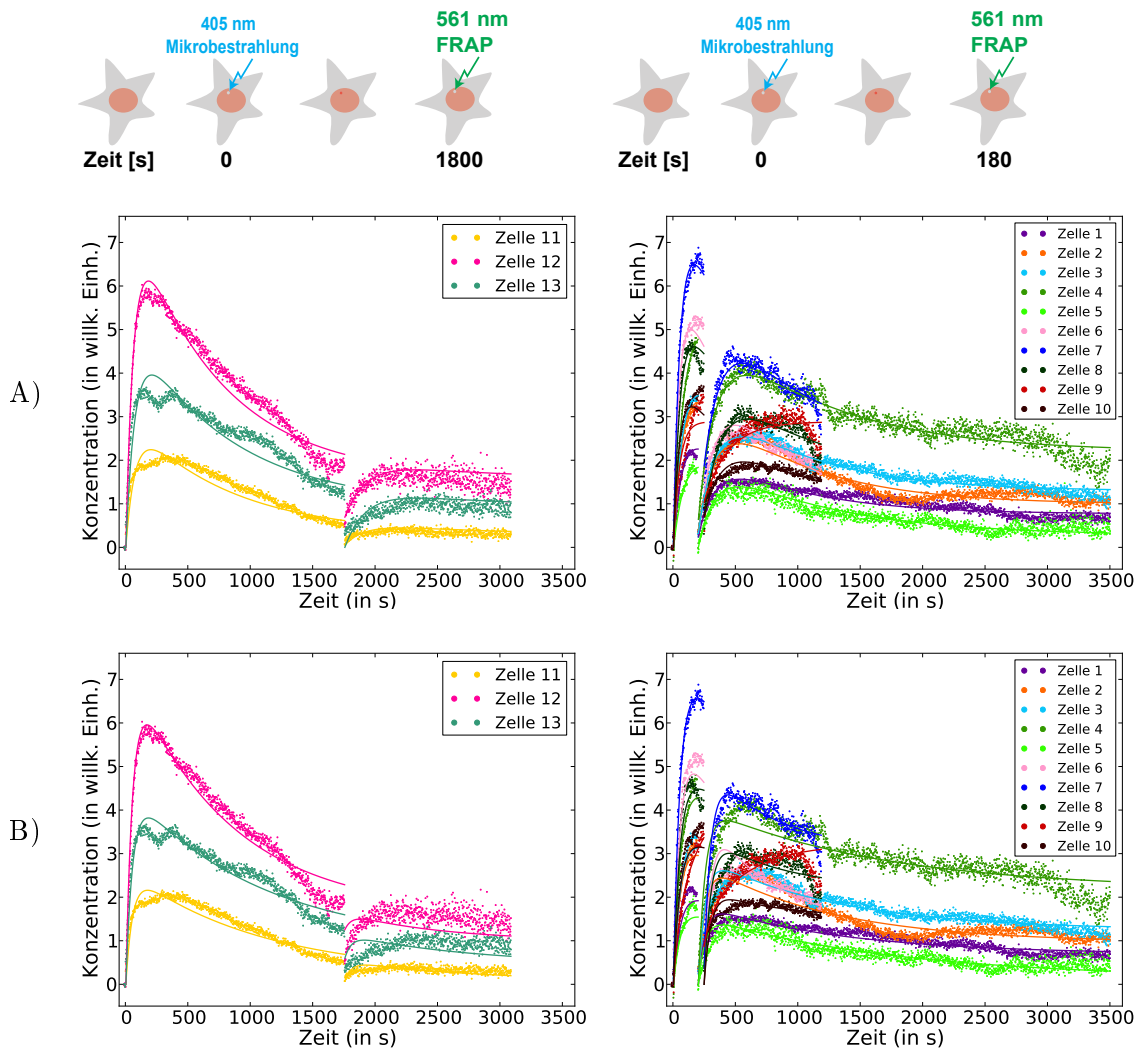 405 nm
Mikrobestrahlung
561 nm
FRAP
Zeit [s] 0 1800
405 nm
Mikrobestrahlung
561 nm
FRAP
Zeit [s] 0 180
A)
Konzentration (in willk. Einh.)
7
6
5
4
3
2
1
0
Zelle 11
Zelle 12
Zelle 13
0 500 1000 1500 2000 2500 3000 3500
Zeit (in s)
Konzentration (in willk. Einh.)
7
6
5
4
3
2
1
0
Zelle 1
Zelle 2
Zelle 3
Zelle 4
Zelle 5
Zelle 6
Zelle 7
Zelle 8
Zelle 9
Zelle 10
0 500 1000 1500 2000 2500 3000 3500
Zeit (in s)
B)
Konzentration (in willk. Einh.)
7
6
5
4
3
2
1
0
Zelle 11
Zelle 12
Zelle 13
0 500 1000 1500 2000 2500 3000 3500
Zeit (in s)
Konzentration (in willk. Einh.)
7
6
5
4
3
2
1
0
Zelle 1
Zelle 2
Zelle 3
Zelle 4
Zelle 5
Zelle 6
Zelle 7
Zelle 8
Zelle 9
Zelle 10
0 500 1000 1500 2000 2500 3000 3500
Zeit (in s)